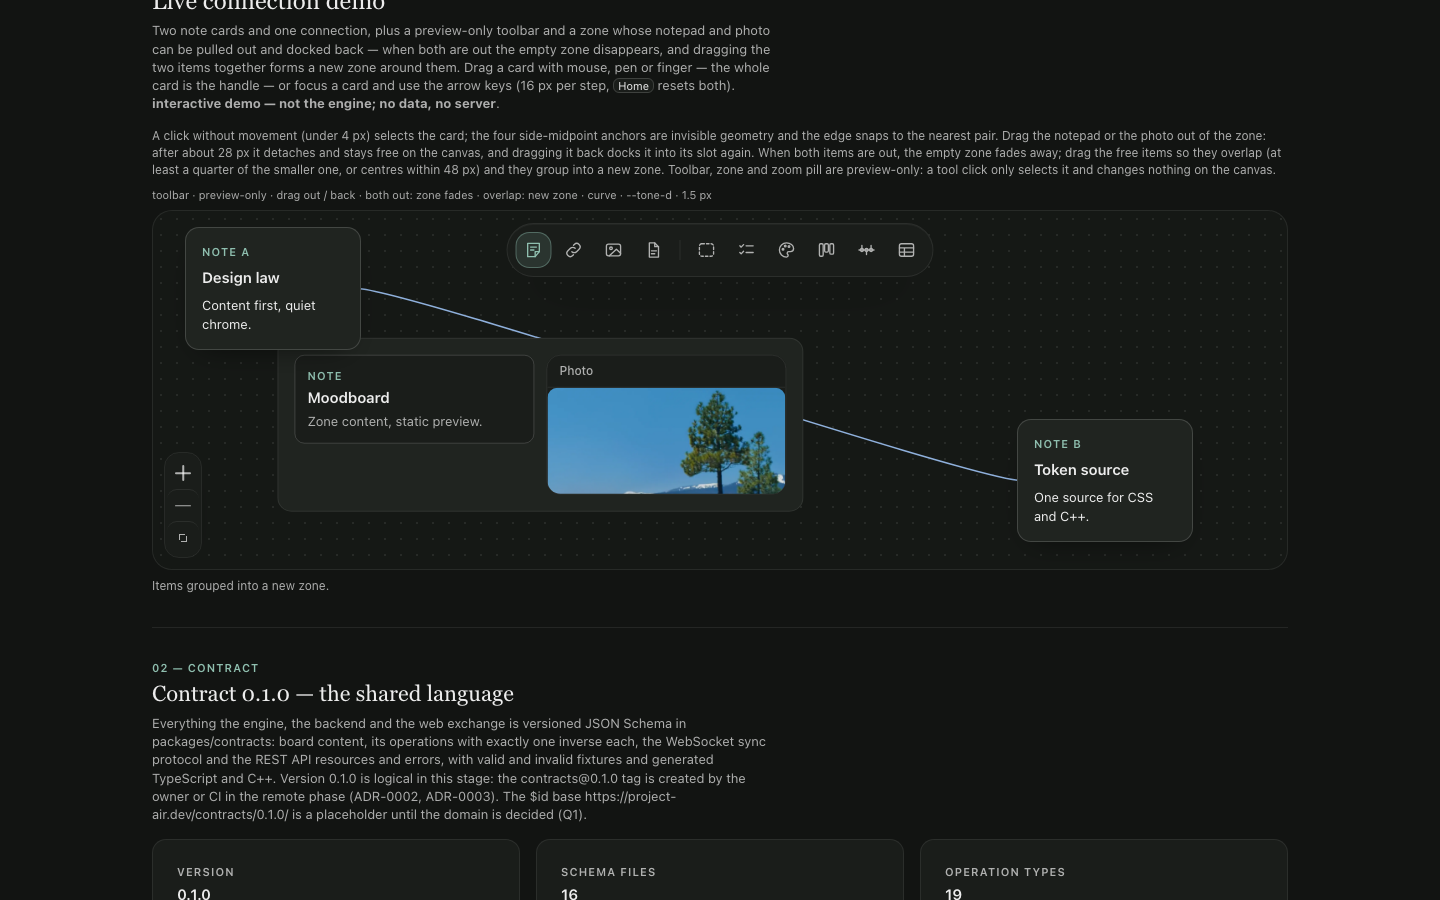 Live connection demo
Two note cards and one connection, plus a preview-only toolbar and a zone whose notepad and photo
can be pulled out and docked back — when both are out the empty zone disappears, and dragging the
two items together forms a new zone around them. Drag a card with mouse, pen or finger — the whole
card is the handle — or focus a card and use the arrow keys (16 px per step, Home resets both).
interactive demo — not the engine; no data, no server.
A click without movement (under 4 px) selects the card; the four side-midpoint anchors are invisible geometry and the edge snaps to the nearest pair. Drag the notepad or the photo out of the zone:
after about 28 px it detaches and stays free on the canvas, and dragging it back docks it into its slot again. When both items are out, the empty zone fades away; drag the free items so they overlap (at
least a quarter of the smaller one, or centres within 48 px) and they group into a new zone. Toolbar, zone and zoom pill are preview-only: a tool click only selects it and changes nothing on the canvas.
toolbar · preview-only · drag out / back · both out: zone fades · overlap: new zone · curve · --tone-d · 1.5 px
NOTE A
Design law
Content first, quiet
chrome.
NOTE
Moodboard
Zone content, static preview.
Photo
NOTE B
Token source
One source for CSS
and C++.
Items grouped into a new zone.
02 — CONTRACT
Contract 0.1.0 — the shared language
Everything the engine, the backend and the web exchange is versioned JSON Schema in
packages/contracts: board content, its operations with exactly one inverse each, the WebSocket sync
protocol and the REST API resources and errors, with valid and invalid fixtures and generated
TypeScript and C++. Version 0.1.0 is logical in this stage: the contracts@0.1.0 tag is created by the
owner or CI in the remote phase (ADR-0002, ADR-0003). The $id base https://project-
air.dev/contracts/0.1.0/ is a placeholder until the domain is decided (Q1).
VERSION
0.1.0
SCHEMA FILES
16
OPERATION TYPES
19